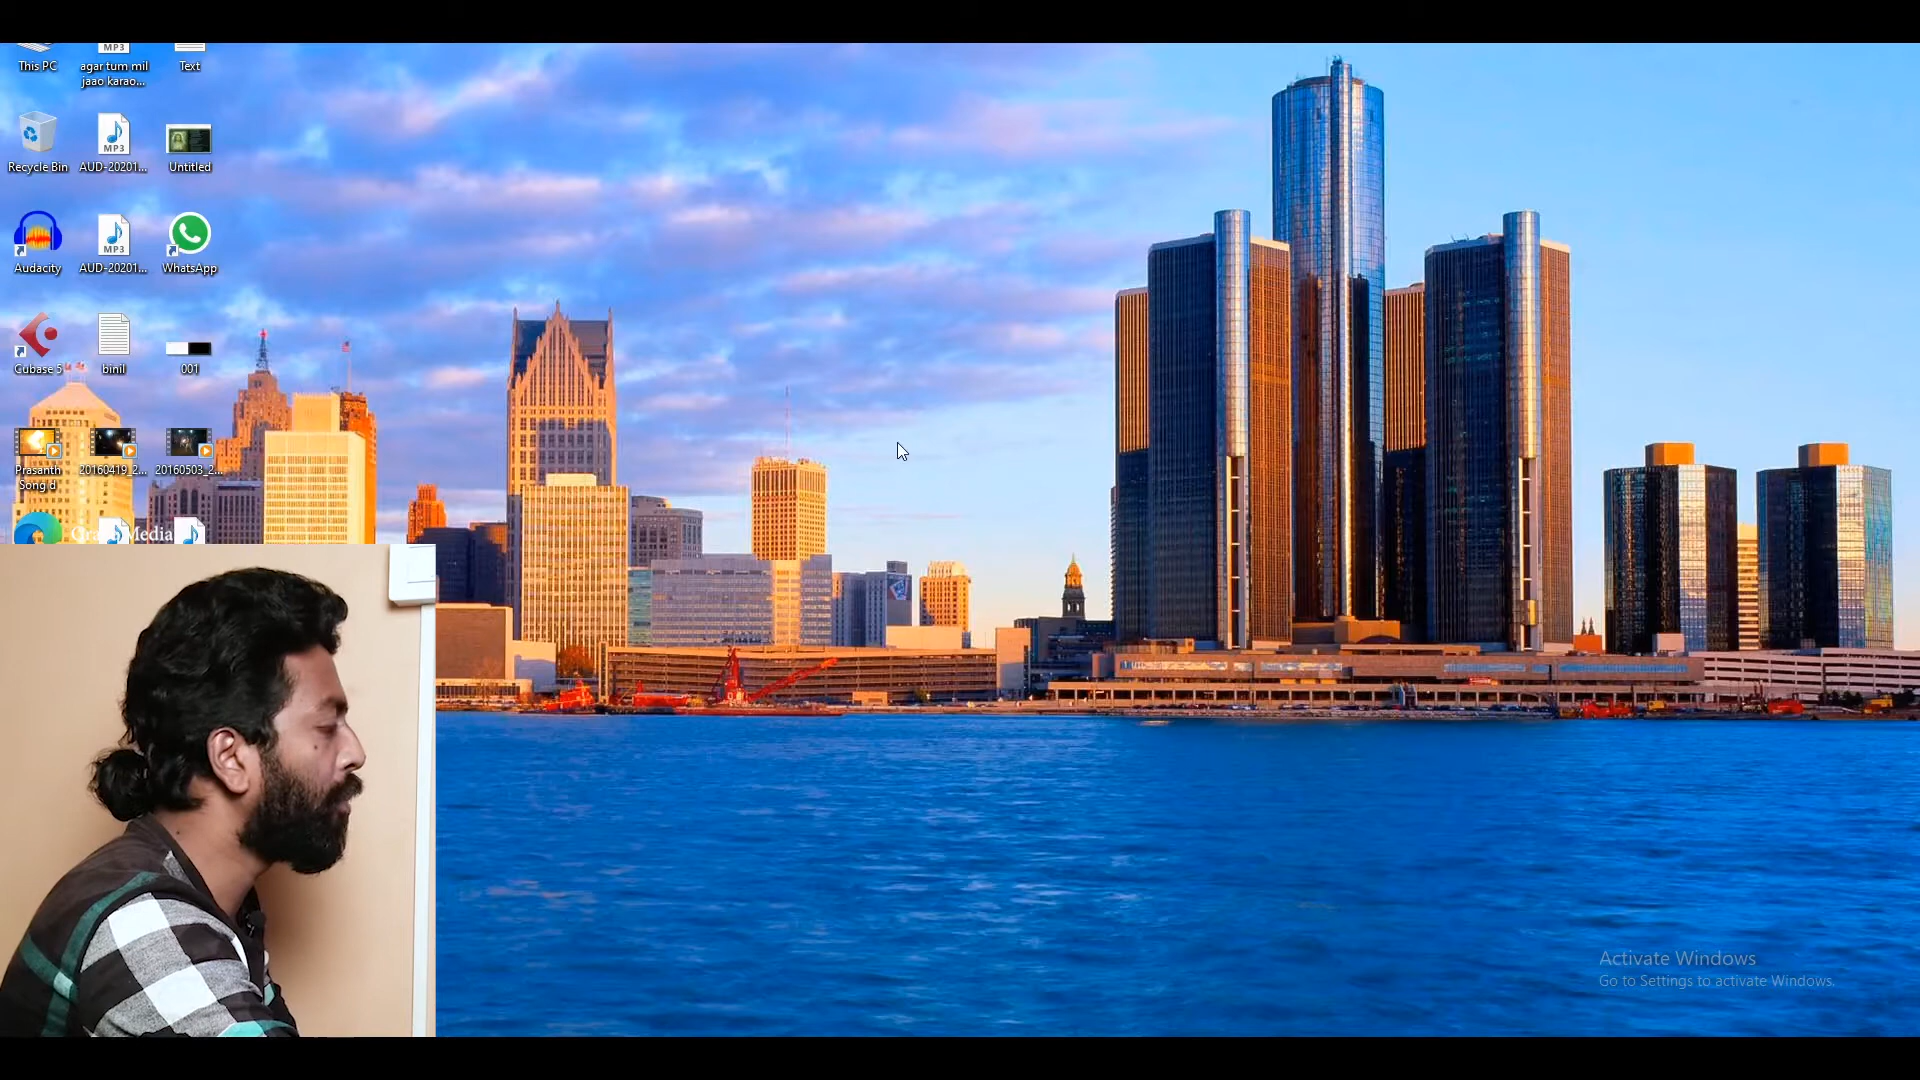 This PC
agar tum mil
jaao karao...
Text
Recycle Bin
MP3
AUD-20201...
Untitled
Audacity
MP3
AUD-20201...
WhatsApp
Cubase 5
binil
001
Prasanth
Song d
20160419_2...
20160503_2...
Media
Activate Windows
Go to Settings to activate Windows.